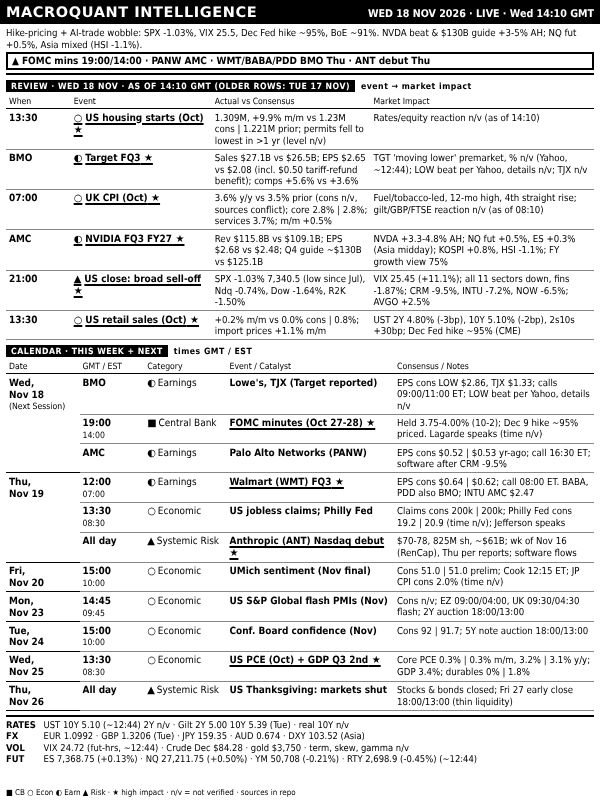 MACROQUANT INTELLIGENCE WED 18 NOV 2026 · LIVE · Wed 14:10 GMT
Hike-pricing + AI-trade wobble: SPX -1.03%, VIX 25.5, Dec Fed hike ~95%, BoE ~91%. NVDA beat & $130B guide +3-5% AH; NQ fut
+0.5%, Asia mixed (HSI -1.1%).
▲ FOMC mins 19:00/14:00 · PANW AMC · WMT/BABA/PDD BMO Thu · ANT debut Thu
REVIEW · WED 18 NOV · AS OF 14:10 GMT (OLDER ROWS: TUE 17 NOV) event → market impact
When Event Actual vs Consensus Market Impact
13:30 ○ US housing starts (Oct) ★ 1.309M, +9.9% m/m vs 1.23M Rates/equity reaction n/v (as of 14:10)
cons | 1.221M prior; permits fell to
lowest in >1 yr (level n/v)
BMO ◐ Target FQ3 ★ Sales $27.1B vs $26.5B; EPS $2.65 TGT 'moving lower' premarket, % n/v (Yahoo,
vs $2.08 (incl. $0.50 tariff-refund ~12:44); LOW beat per Yahoo, details n/v; TJX n/v
benefit); comps +5.6% vs +3.6%
07:00 ○ UK CPI (Oct) ★ 3.6% y/y vs 3.5% prior (cons n/v, Fuel/tobacco-led, 12-mo high, 4th straight rise;
sources conflict); core 2.8% | 2.8%; gilt/GBP/FTSE reaction n/v (as of 08:10)
services 3.7%; m/m +0.5%
AMC ◐ NVIDIA FQ3 FY27 ★ Rev $115.8B vs $109.1B; EPS NVDA +3.3-4.8% AH; NQ fut +0.5%, ES +0.3%
$2.68 vs $2.48; Q4 guide ~$130B (Asia midday); KOSPI +0.8%, HSI -1.1%; FY
vs $125.1B growth view 75%
21:00 ▲ US close: broad sell-off ★ SPX -1.03% 7,340.5 (low since Jul), VIX 25.45 (+11.1%); all 11 sectors down, fins
Ndq -0.74%, Dow -1.64%, R2K -1.87%; CRM -9.5%, INTU -7.2%, NOW -6.5%;
-1.50% AVGO +2.5%
13:30 ○ US retail sales (Oct) ★ +0.2% m/m vs 0.0% cons | 0.8%; UST 2Y 4.80% (-3bp), 10Y 5.10% (-2bp), 2s10s
import prices +1.1% m/m +30bp; Dec Fed hike ~95% (CME)
CALENDAR · THIS WEEK + NEXT times GMT / EST
Date GMT / EST Category Event / Catalyst Consensus / Notes
Wed, BMO ◐ Earnings Lowe's, TJX (Target reported) EPS cons LOW $2.86, TJX $1.33; calls
Nov 18 09:00/11:00 ET; LOW beat per Yahoo, details
(Next Session) n/v
19:00 ■ Central Bank FOMC minutes (Oct 27-28) ★ Held 3.75-4.00% (10-2); Dec 9 hike ~95%
14:00 priced. Lagarde speaks (time n/v)
AMC ◐ Earnings Palo Alto Networks (PANW) EPS cons $0.52 | $0.53 yr-ago; call 16:30 ET;
software after CRM -9.5%
Thu, 12:00 ◐ Earnings Walmart (WMT) FQ3 ★ EPS cons $0.64 | $0.62; call 08:00 ET. BABA,
Nov 19 07:00 PDD also BMO; INTU AMC $2.47
13:30 ○ Economic US jobless claims; Philly Fed Claims cons 200k | 200k; Philly Fed cons
08:30 19.2 | 20.9 (time n/v); Jefferson speaks
All day ▲ Systemic Risk Anthropic (ANT) Nasdaq debut ★ $70-78, 825M sh, ~$61B; wk of Nov 16
(RenCap), Thu per reports; software flows
Fri, 15:00 ○ Economic UMich sentiment (Nov final) Cons 51.0 | 51.0 prelim; Cook 12:15 ET; JP
Nov 20 10:00 CPI cons 2.0% (time n/v)
Mon, 14:45 ○ Economic US S&P Global flash PMIs (Nov) Cons n/v; EZ 09:00/04:00, UK 09:30/04:30
Nov 23 09:45 flash; 2Y auction 18:00/13:00
Tue, 15:00 ○ Economic Conf. Board confidence (Nov) Cons 92 | 91.7; 5Y note auction 18:00/13:00
Nov 24 10:00
Wed, 13:30 ○ Economic US PCE (Oct) + GDP Q3 2nd ★ Core PCE 0.3% | 0.3% m/m, 3.2% | 3.1% y/y;
Nov 25 08:30 GDP 3.4%; durables 0% | 1.8%
Thu, All day ▲ Systemic Risk US Thanksgiving: markets shut Stocks & bonds closed; Fri 27 early close
Nov 26 18:00/13:00 (thin liquidity)
RATES UST 10Y 5.10 (~12:44) 2Y n/v · Gilt 2Y 5.00 10Y 5.39 (Tue) · real 10Y n/v
FX EUR 1.0992 · GBP 1.3206 (Tue) · JPY 159.35 · AUD 0.674 · DXY 103.52 (Asia)
VOL VIX 24.72 (fut-hrs, ~12:44) · Crude Dec $84.28 · gold $3,750 · term, skew, gamma n/v
FUT ES 7,368.75 (+0.13%) · NQ 27,211.75 (+0.50%) · YM 50,708 (-0.21%) · RTY 2,698.9 (-0.45%) (~12:44)
■ CB ○ Econ ◐ Earn ▲ Risk · ★ high impact · n/v = not verified · sources in repo